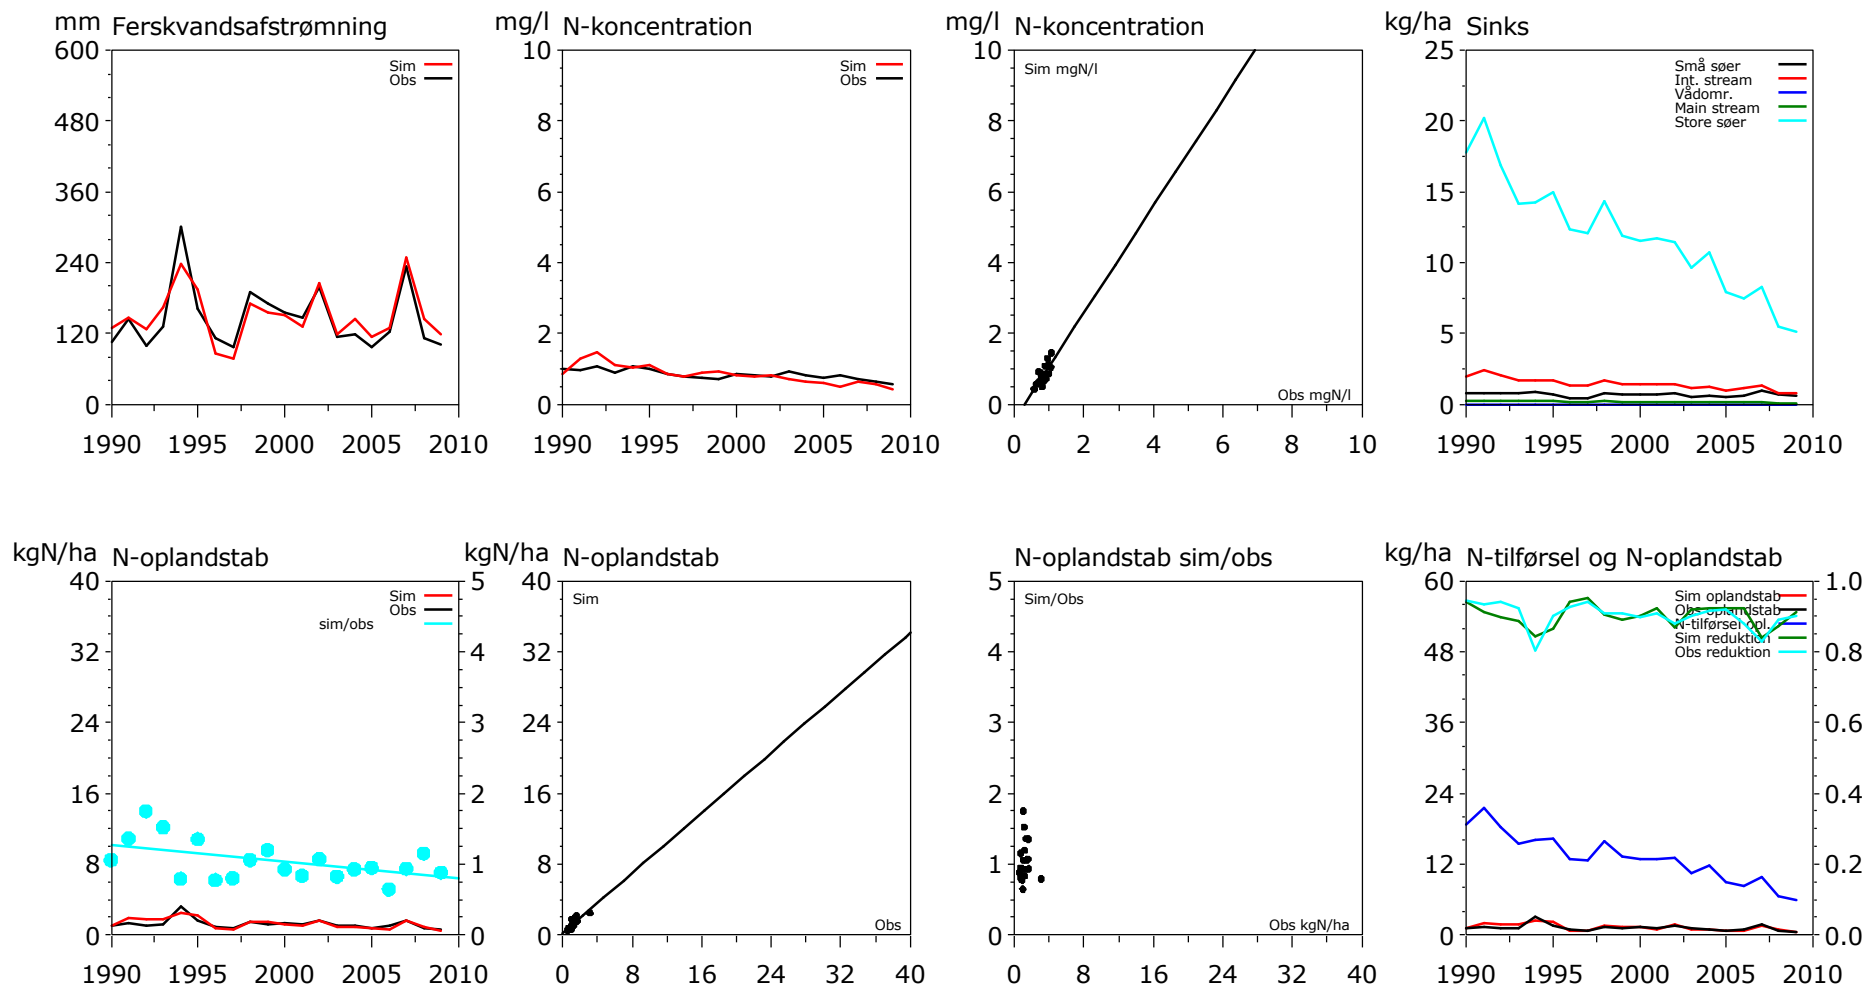 mm Ferskvandsafstrømning
600
480
360
240
120
0
Sim
Obs
1990 1995 2000 2005 2010
mg/l N-koncentration
10
8
6
4
2
0
Sim
Obs
1990 1995 2000 2005 2010
mg/l N-koncentration
10
8
6
4
2
0
Sim mgN/l
Obs mgN/l
0 2 4 6 8 10
kg/ha Sinks
25
20
15
10
5
0
Små søer
Int. stream
Vådomr.
Main stream
Store søer
1990 1995 2000 2005 2010
kgN/ha N-oplandstab
40
32
24
16
8
0
Sim
Obs
sim/obs
5
4
3
2
1
0
1990 1995 2000 2005 2010
kgN/ha N-oplandstab
Sim
Obs
0 8 16 24 32 40
N-oplandstab sim/obs
5
4
3
2
1
0
Sim/Obs
Obs kgN/ha
0 8 16 24 32 40
kg/ha N-tilførsel og N-oplandstab
60
48
36
24
12
0
Sim oplandstab
Obs oplandstab
N-tilførsel opl.
Sim reduktion
Obs reduktion
1.0
0.8
0.6
0.4
0.2
0.0
1990 1995 2000 2005 2010